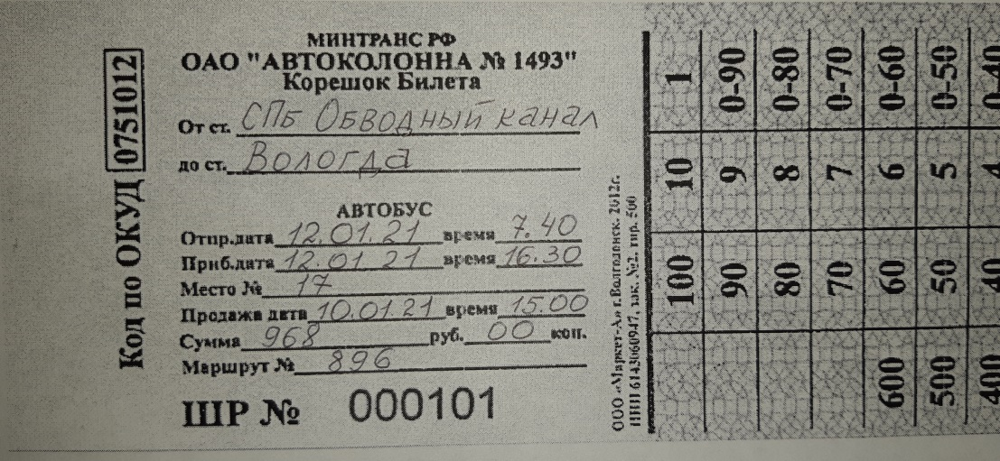 МИНТРАНС РФ
ОАО "АВТОКОЛОННА № 1493"
Корешок Билета
От ст. СПб Обводный канал
до ст. Вологда
АВТОБУС
Отпр.дата 12.01.21 время 7.40
Приб.дата 12.01.21 время 16.30
Место № 17
Продажа дата 10.01.21 время 15.00
Сумма 968 руб. 00 коп.
Маршрут № 896
ШР № 000101
Код по ОКУД 0751012
ООО «Маркет-А» г.Волгодонск. 2012г.
ИНН 6143060947, зак. №2. тир. 500
1 0-90 0-80 0-70 0-60 0-50 0-40
10 9 8 7 6 5 4
100 90 80 70 60 50 40
600 500 400